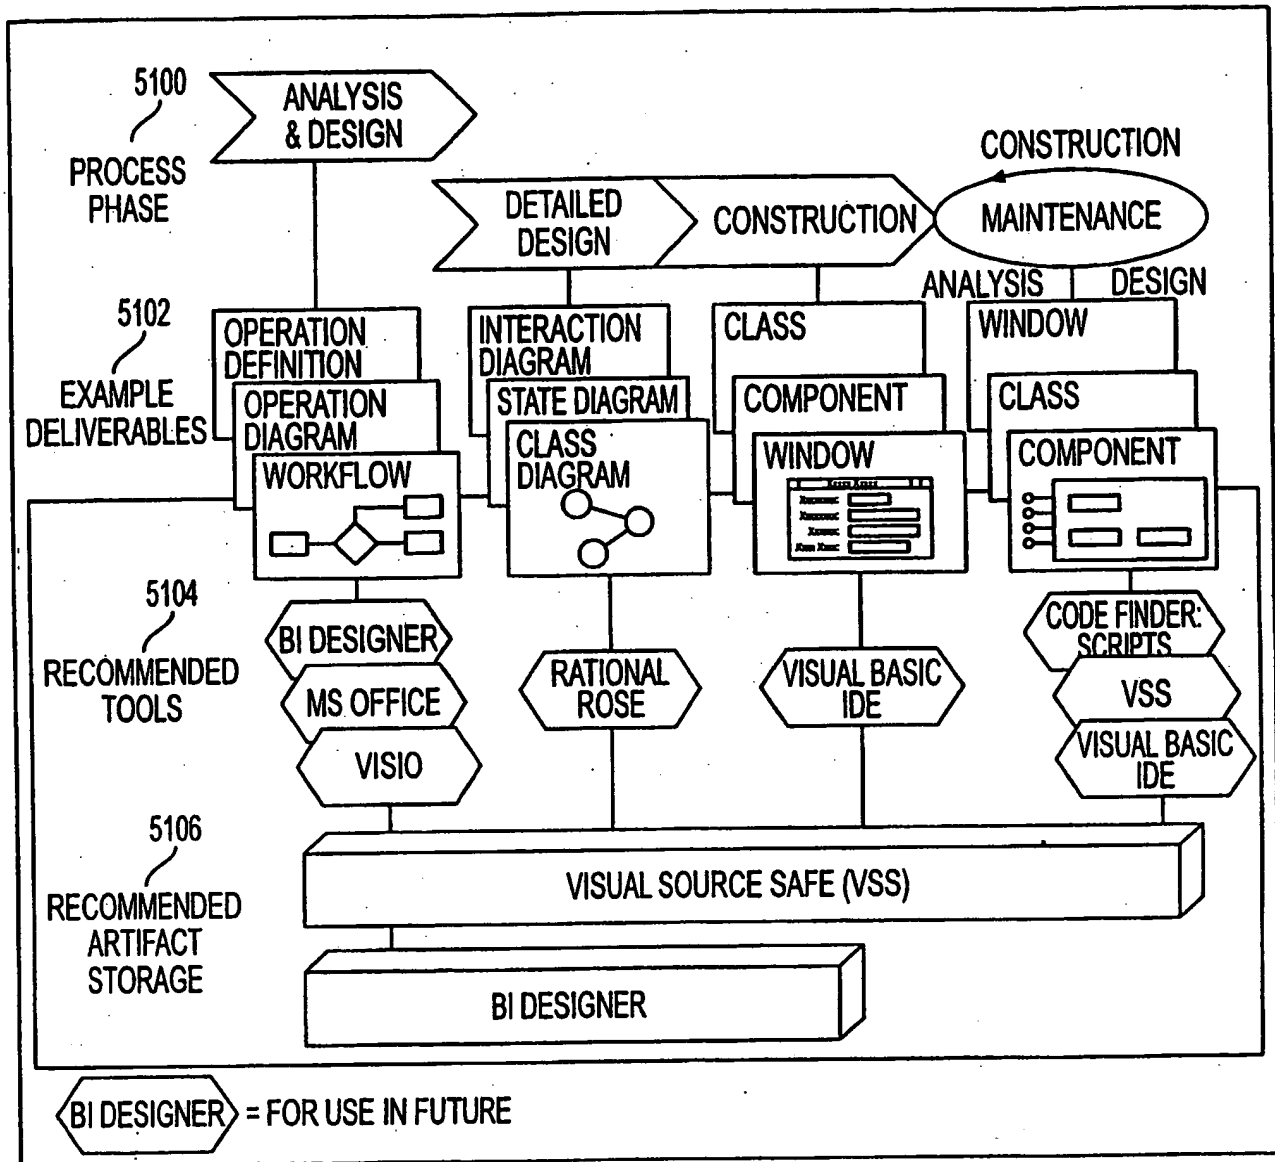 5100
PROCESS
PHASE
ANALYSIS
& DESIGN
DETAILED
DESIGN
CONSTRUCTION
CONSTRUCTION
MAINTENANCE
ANALYSIS
DESIGN
5102
EXAMPLE
DELIVERABLES
OPERATION
DEFINITION
OPERATION
DIAGRAM
WORKFLOW
INTERACTION
DIAGRAM
STATE DIAGRAM
CLASS
DIAGRAM
CLASS
COMPONENT
WINDOW
WINDOW
CLASS
COMPONENT
5104
RECOMMENDED
TOOLS
BI DESIGNER
MS OFFICE
VISIO
RATIONAL
ROSE
VISUAL BASIC
IDE
CODE FINDER:
SCRIPTS
VSS
VISUAL BASIC
IDE
5106
RECOMMENDED
ARTIFACT
STORAGE
VISUAL SOURCE SAFE (VSS)
BI DESIGNER
BI DESIGNER = FOR USE IN FUTURE